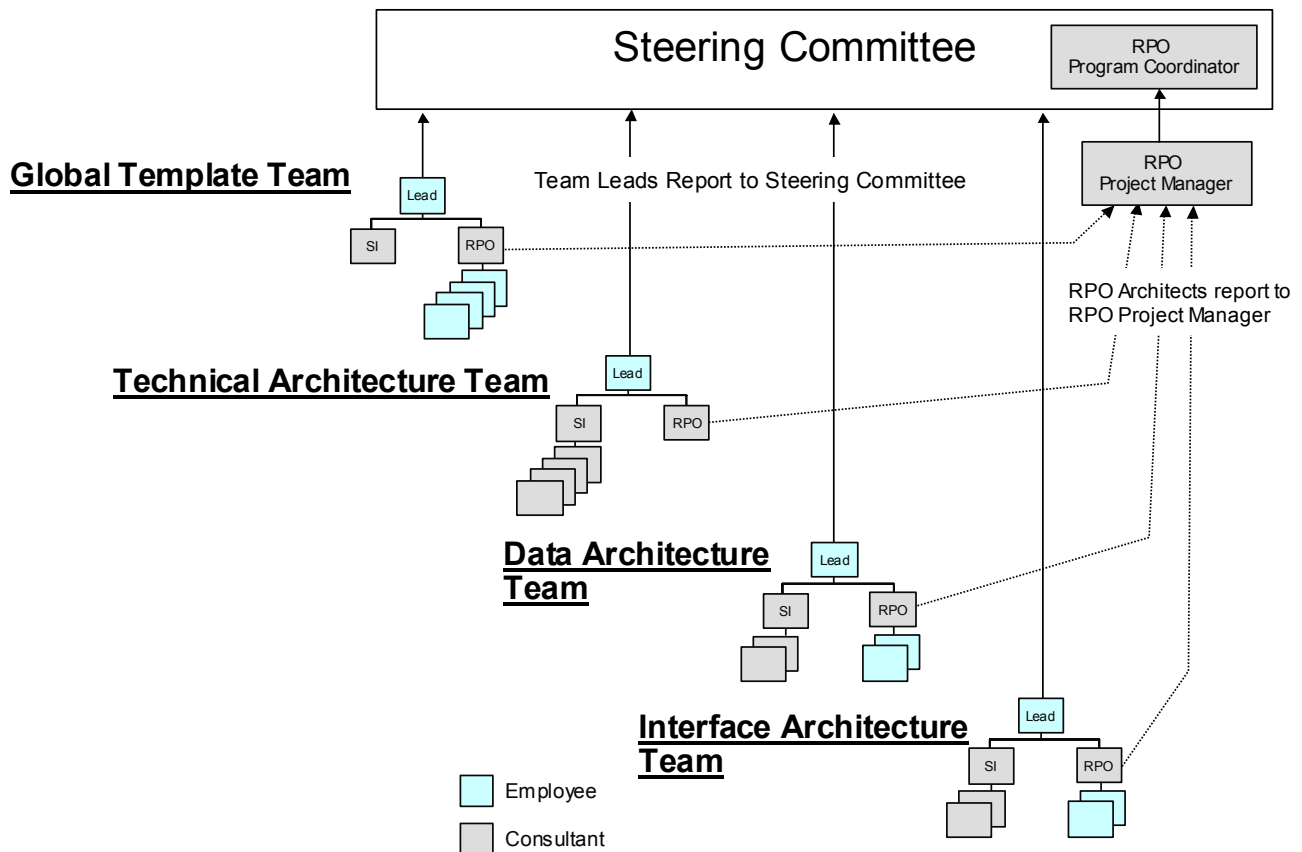 Steering Committee
RPO
Program Coordinator
RPO
Project Manager
Global Template Team
Lead
SI
RPO
Team Leads Report to Steering Committee
RPO Architects report to
RPO Project Manager
Technical Architecture Team
Lead
SI
RPO
Data Architecture
Team
Lead
SI
RPO
Interface Architecture
Team
Lead
SI
RPO
Employee
Consultant